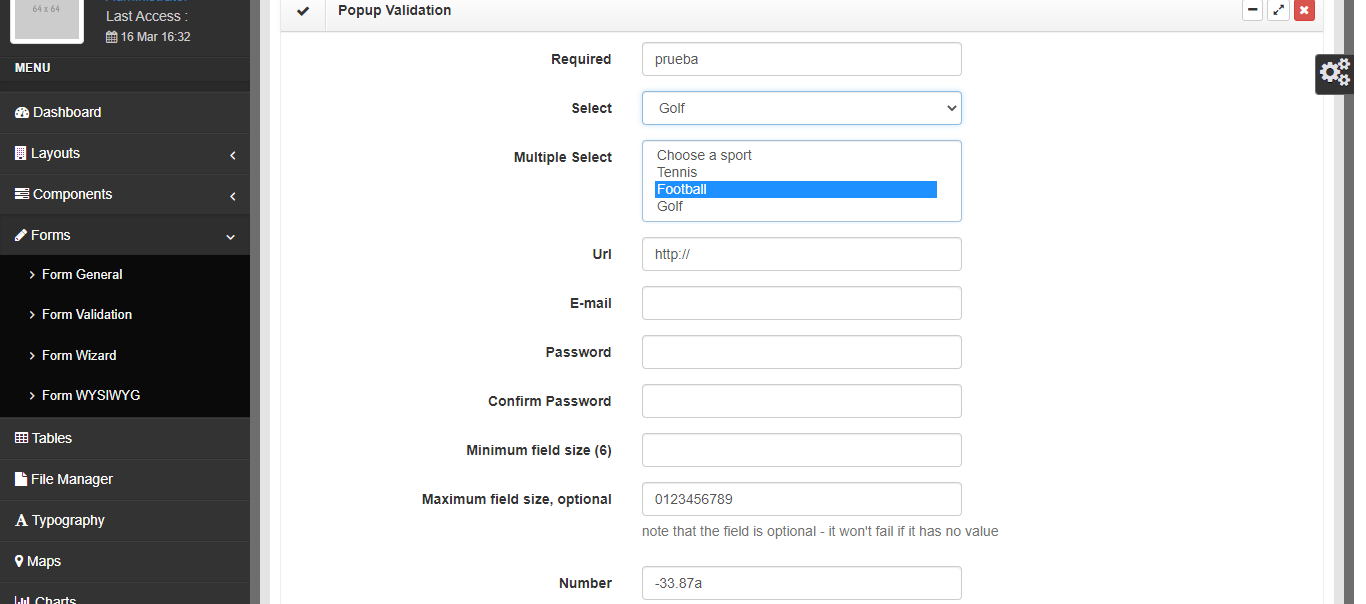 64 x 64
Administrator
Last Access :
16 Mar 16:32
MENU
Dashboard
Layouts
Components
Forms
Form General
Form Validation
Form Wizard
Form WYSIWYG
Tables
File Manager
Typography
Maps
Charts
Popup Validation
Required
prueba
Select
Golf
Multiple Select
Choose a sport
Tennis
Football
Golf
Url
http://
E-mail
Password
Confirm Password
Minimum field size (6)
Maximum field size, optional
0123456789
note that the field is optional - it won't fail if it has no value
Number
-33.87a